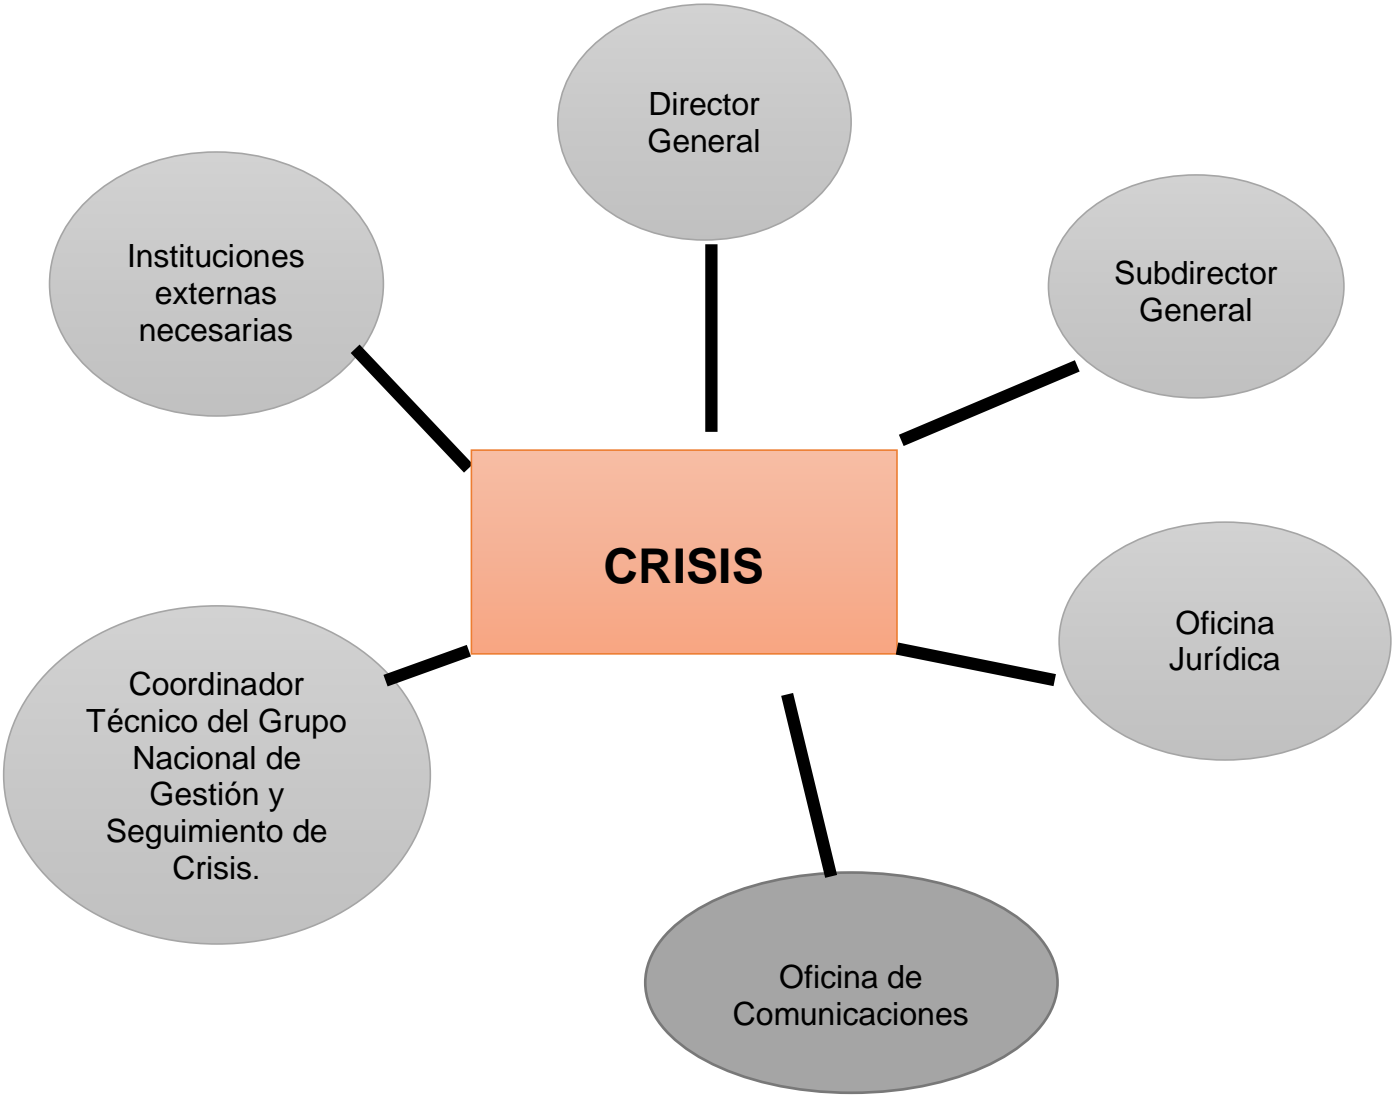 Director
General
Instituciones
externas
necesarias
Subdirector
General
CRISIS
Oficina
Jurídica
Coordinador
Técnico del Grupo
Nacional de
Gestión y
Seguimiento de
Crisis.
Oficina de
Comunicaciones